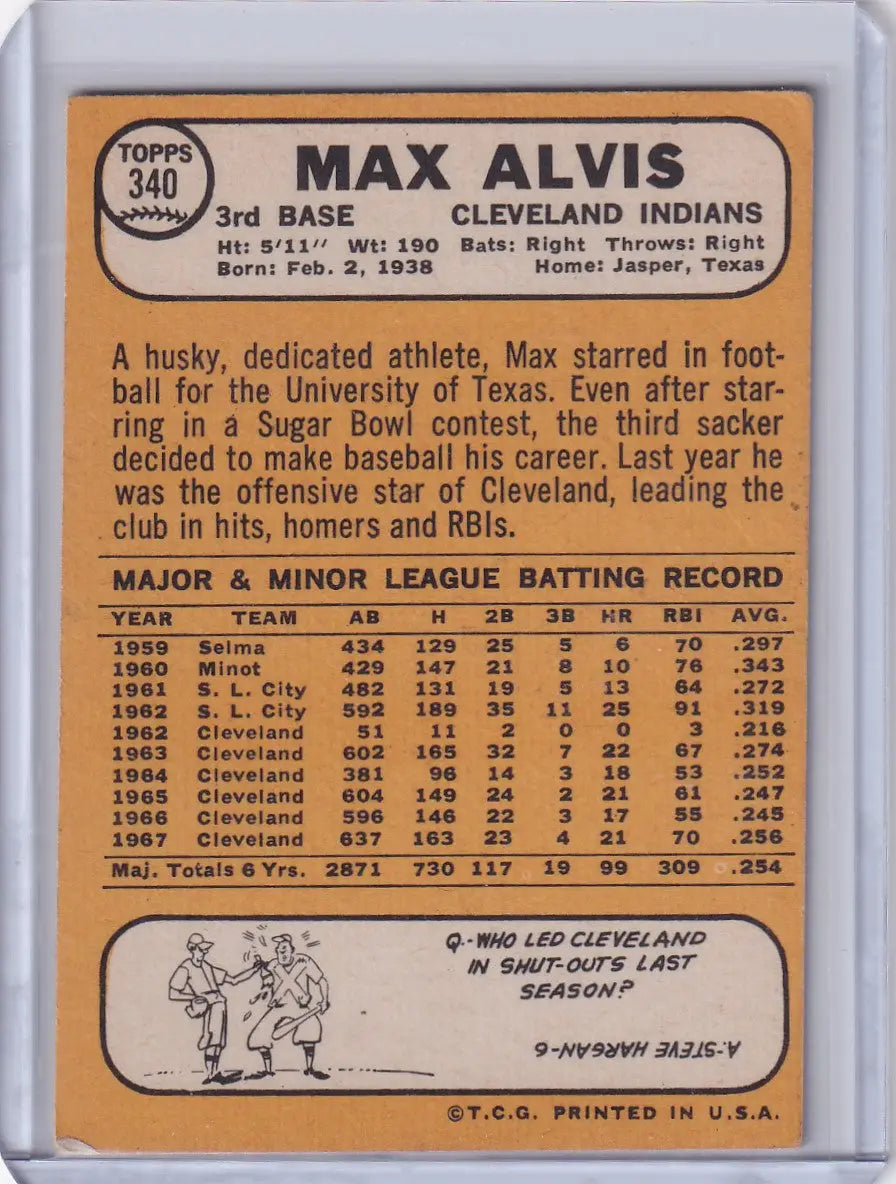 TOPPS
340
MAX ALVIS
3rd BASE CLEVELAND INDIANS
Ht: 5'11" Wt: 190 Bats: Right Throws: Right
Born: Feb. 2, 1938 Home: Jasper, Texas
A husky, dedicated athlete, Max starred in foot-
ball for the University of Texas. Even after star-
ring in a Sugar Bowl contest, the third sacker
decided to make baseball his career. Last year he
was the offensive star of Cleveland, leading the
club in hits, homers and RBIs.
MAJOR & MINOR LEAGUE BATTING RECORD
YEAR TEAM AB H 2B 3B HR RBI AVG.
1959 Selma 434 129 25 5 6 70 .297
1960 Minot 429 147 21 8 10 76 .343
1961 S. L. City 482 131 19 5 13 64 .272
1962 S. L. City 592 189 35 11 25 91 .319
1962 Cleveland 51 11 2 0 0 3 .216
1963 Cleveland 602 165 32 7 22 67 .274
1964 Cleveland 381 96 14 3 18 53 .252
1965 Cleveland 604 149 24 2 21 61 .247
1966 Cleveland 596 146 22 3 17 55 .245
1967 Cleveland 637 163 23 4 21 70 .256
Maj. Totals 6 Yrs. 2871 730 117 19 99 309 .254
Q.-WHO LED CLEVELAND
IN SHUT-OUTS LAST
SEASON?
A:-STEVE HARGAN-6
©T.C.G. PRINTED IN U.S.A.